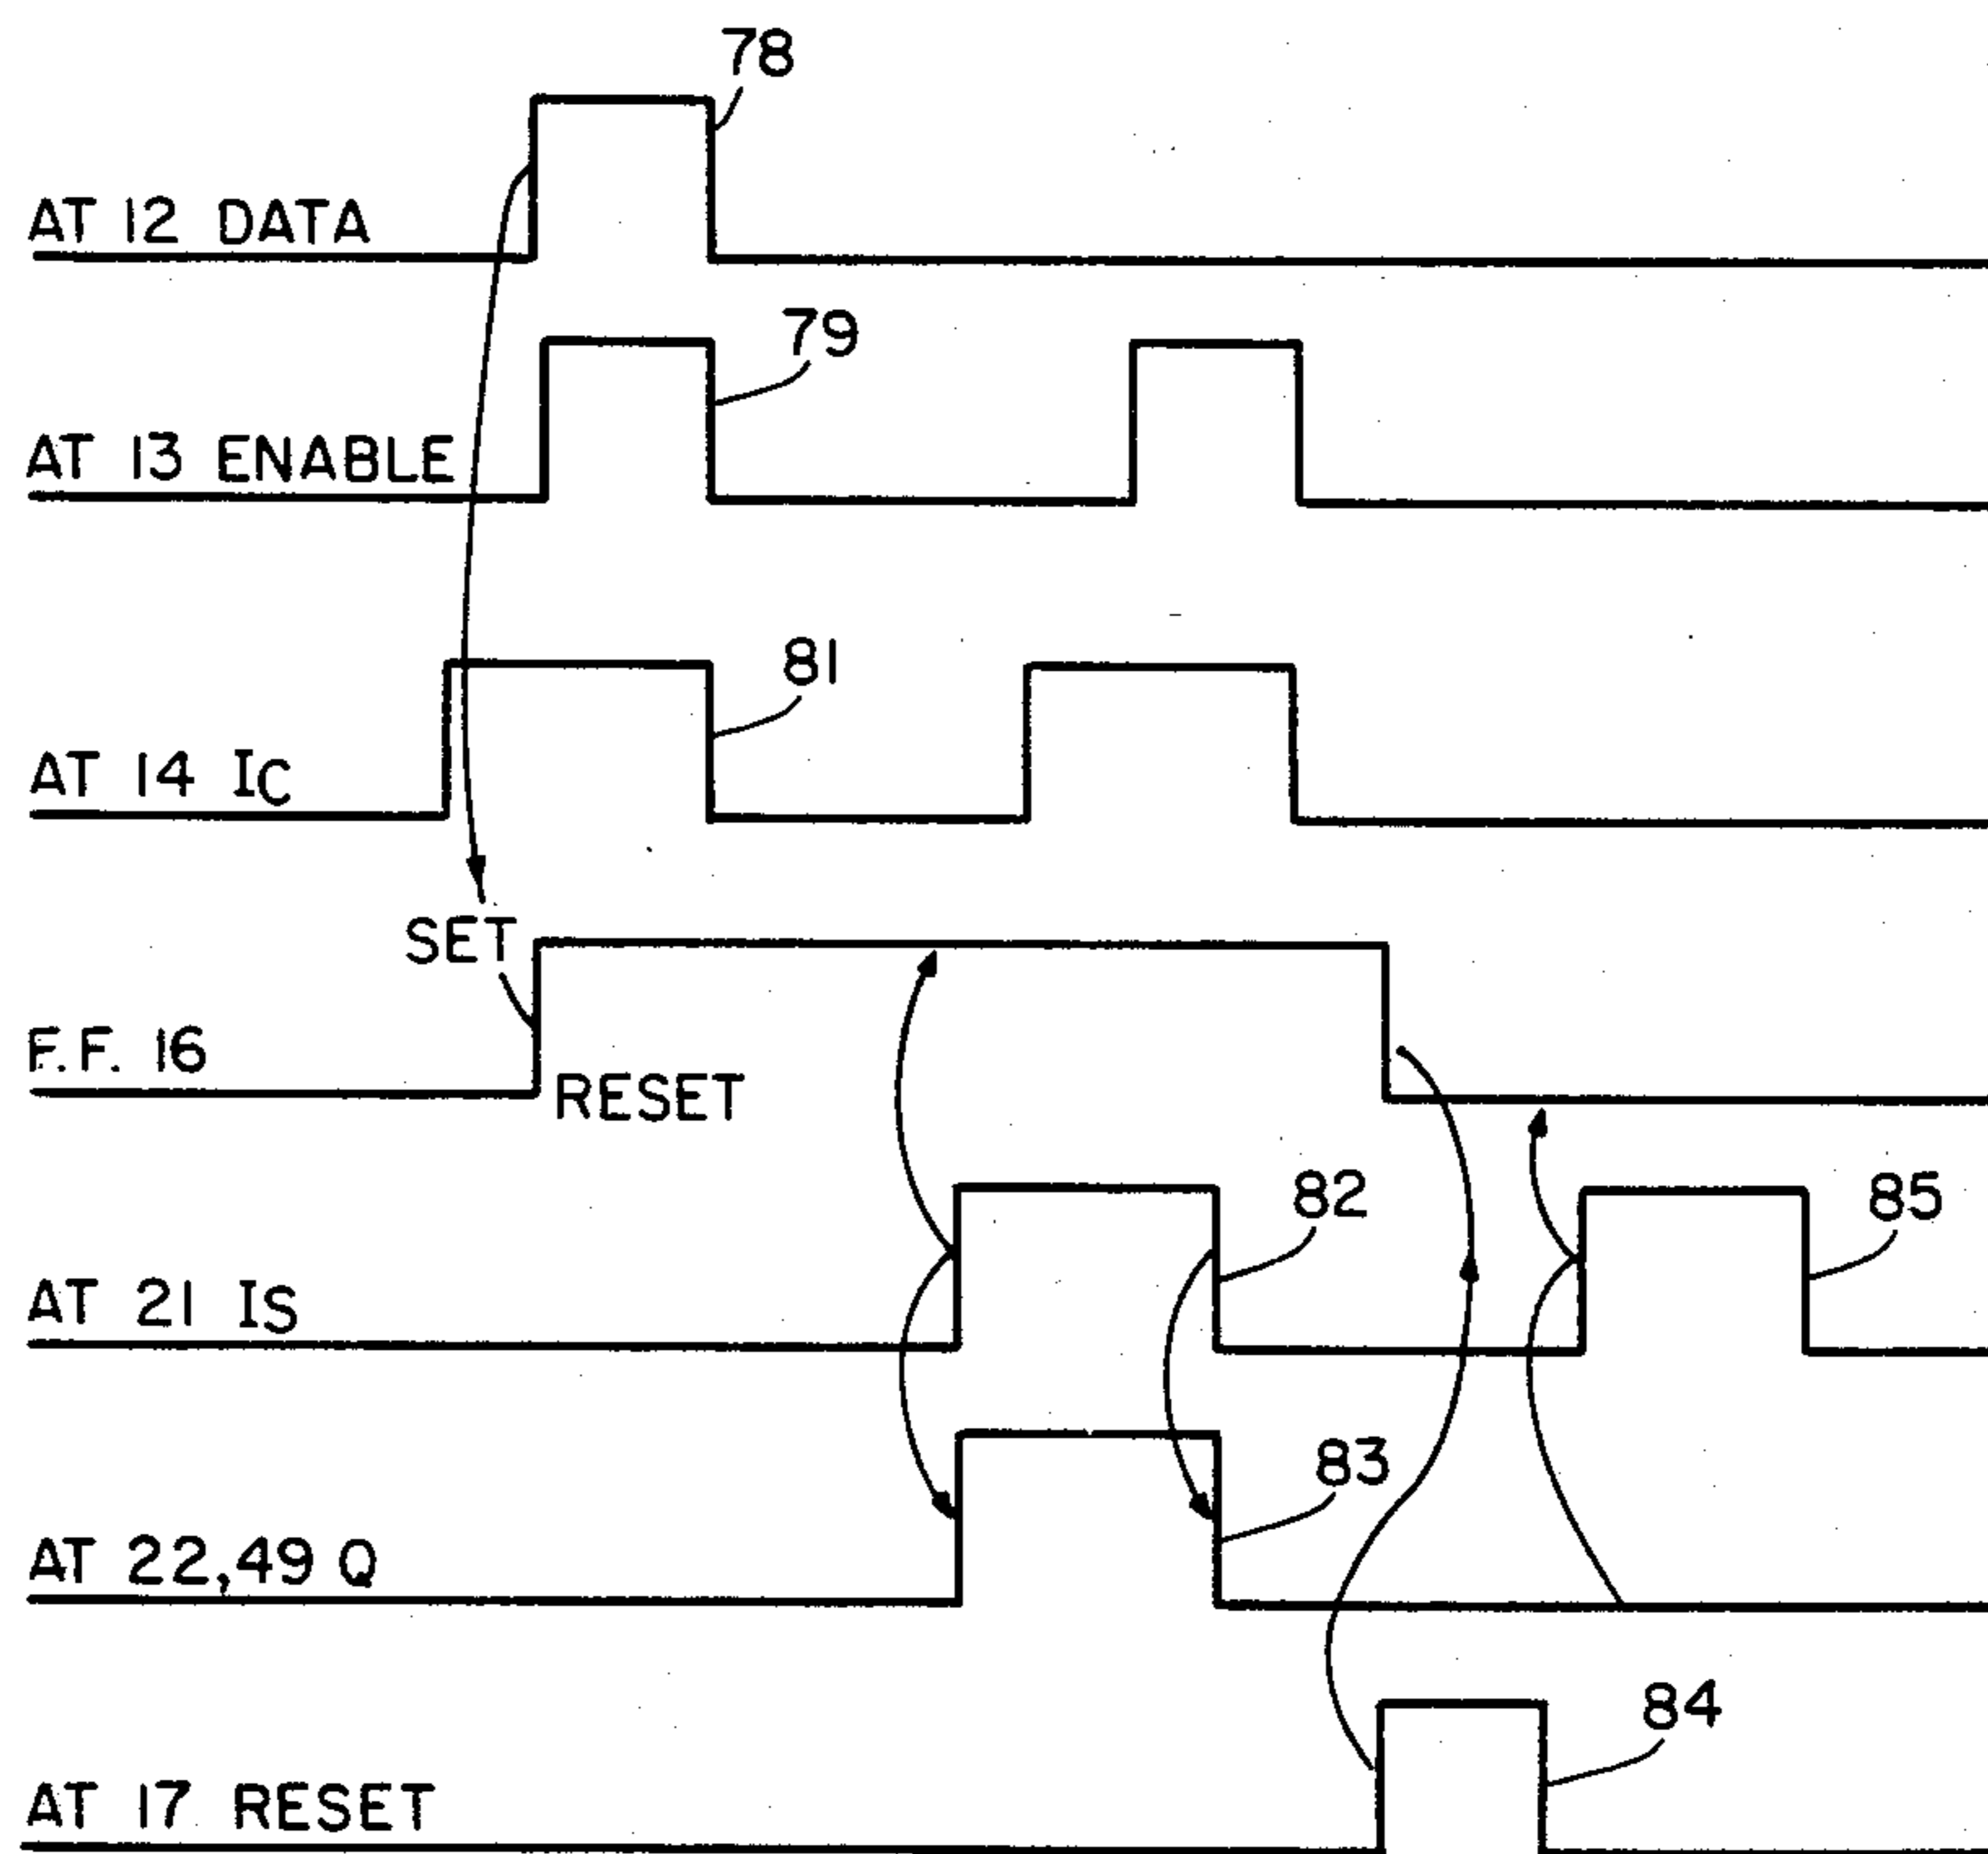 78
AT 12 DATA
79
AT 13 ENABLE
81
AT 14 IC
SET
F.F. 16
RESET
82
85
AT 21 IS
83
AT 22,49 Q
84
AT 17 RESET